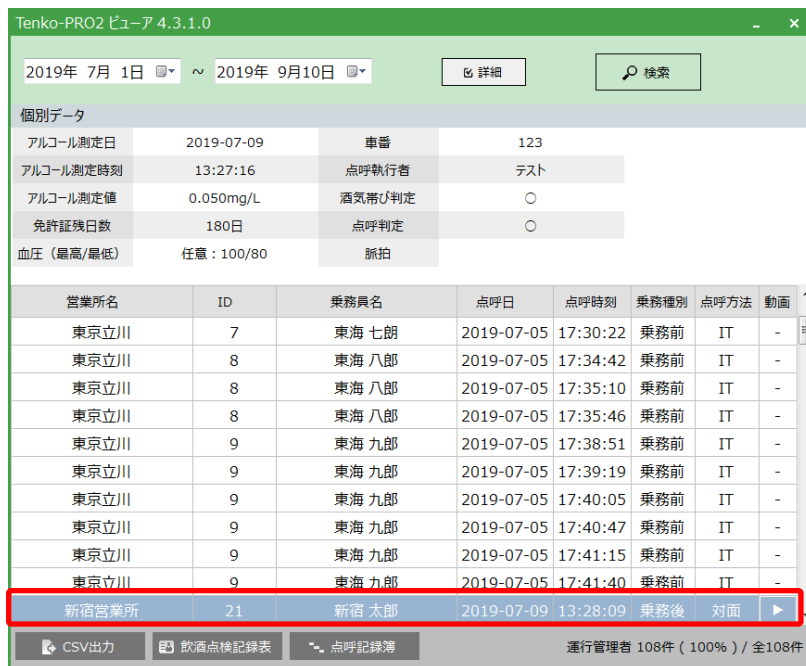 Tenko-PRO2 ビューア 4.3.1.0
2019年 7月 1日 ~ 2019年 9月10日 詳細 検索
個別データ
アルコール測定日 2019-07-09 車番 123
アルコール測定時刻 13:27:16 点呼執行者 テスト
アルコール測定値 0.050mg/L 酒気帯び判定 ○
免許証残日数 180日 点呼判定 ○
血圧（最高/最低） 任意：100/80 脈拍
営業所名 ID 乗務員名 点呼日 点呼時刻 乗務種別 点呼方法 動画
東京立川 7 東海 七朗 2019-07-05 17:30:22 乗務前 IT -
東京立川 8 東海 八郎 2019-07-05 17:34:42 乗務前 IT -
東京立川 8 東海 八郎 2019-07-05 17:35:10 乗務前 IT -
東京立川 8 東海 八郎 2019-07-05 17:35:46 乗務前 IT -
東京立川 9 東海 九郎 2019-07-05 17:38:51 乗務前 IT -
東京立川 9 東海 九郎 2019-07-05 17:39:19 乗務前 IT -
東京立川 9 東海 九郎 2019-07-05 17:40:05 乗務前 IT -
東京立川 9 東海 九郎 2019-07-05 17:40:47 乗務前 IT -
東京立川 9 東海 九郎 2019-07-05 17:41:15 乗務前 IT -
東京立川 9 東海 九郎 2019-07-05 17:41:40 乗務前 IT -
新宿営業所 21 新宿 太郎 2019-07-09 13:28:09 乗務後 対面
CSV出力 飲酒点検記録表 点呼記録簿 運行管理者 108件 ( 100% ) / 全108件